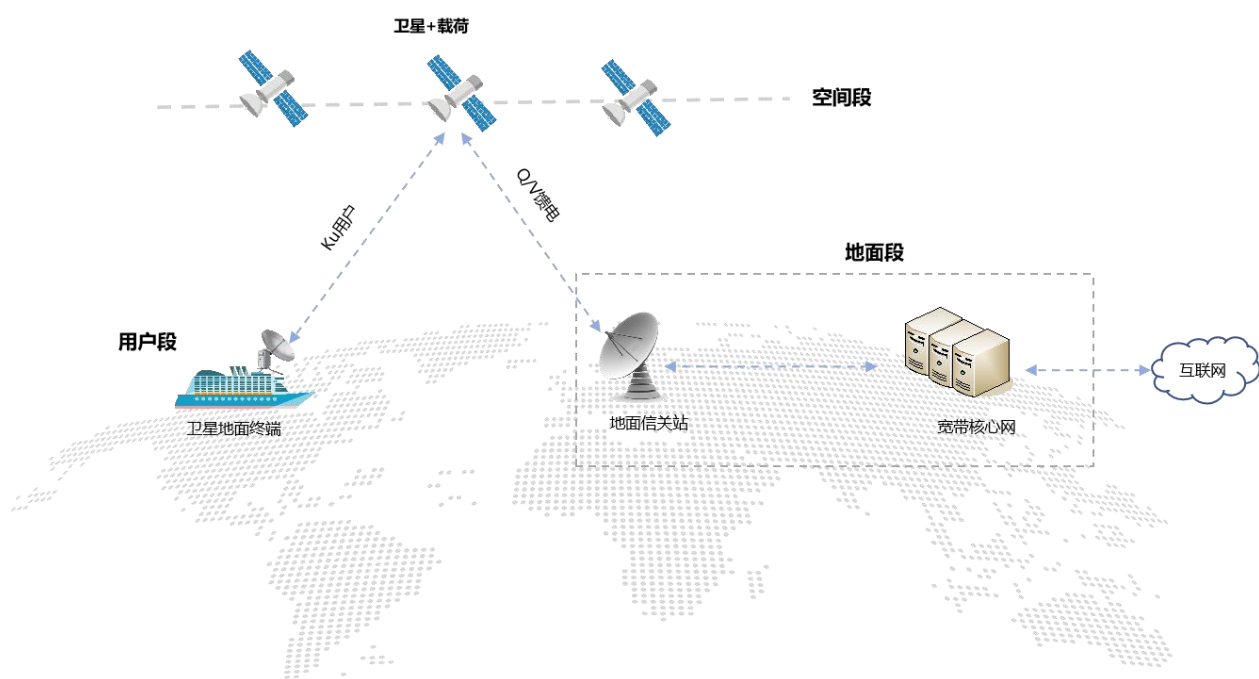 卫星+载荷
空间段
Q/V馈电
Ku用户
地面段
用户段
互联网
卫星地面终端
地面信关站
宽带核心网